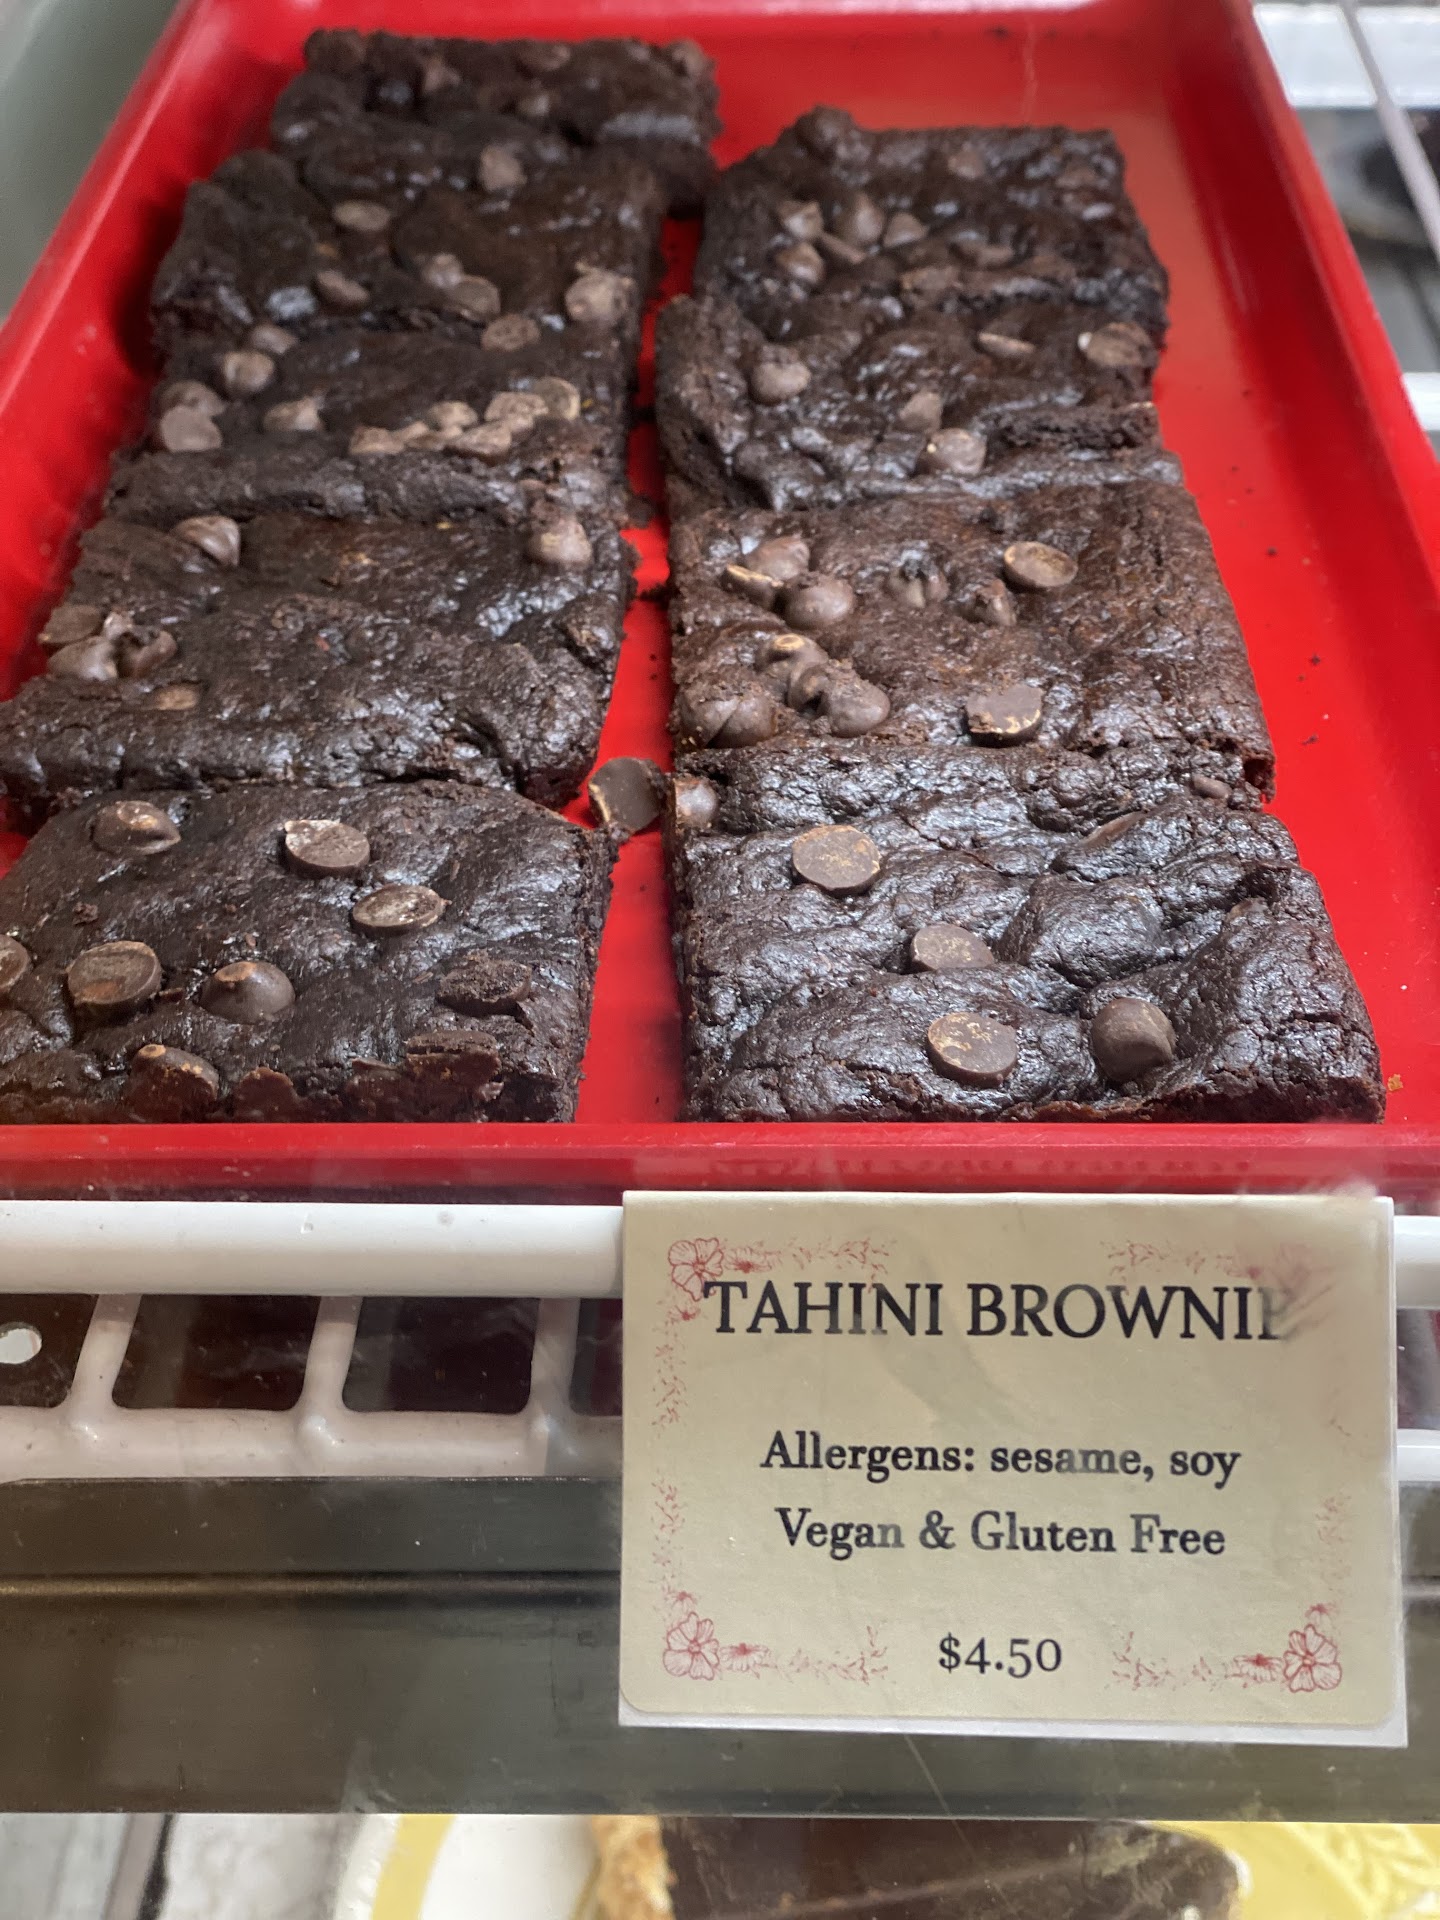 TAHINI BROWNIE
Allergens: sesame, soy
Vegan & Gluten Free
$4.50